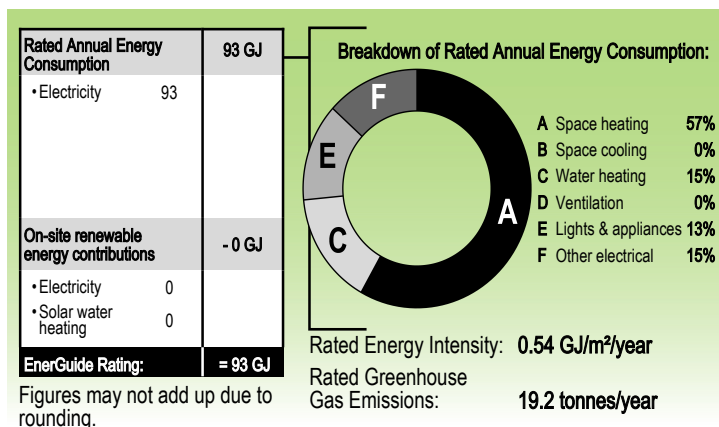 Rated Annual Energy Consumption 93 GJ
• Electricity 93
On-site renewable energy contributions - 0 GJ
• Electricity 0
• Solar water heating 0
EnerGuide Rating: = 93 GJ
Figures may not add up due to
rounding.
Breakdown of Rated Annual Energy Consumption:
F
E
A
C
A Space heating 57%
B Space cooling 0%
C Water heating 15%
D Ventilation 0%
E Lights & appliances 13%
F Other electrical 15%
Rated Energy Intensity: 0.54 GJ/m²/year
Rated Greenhouse
Gas Emissions: 19.2 tonnes/year